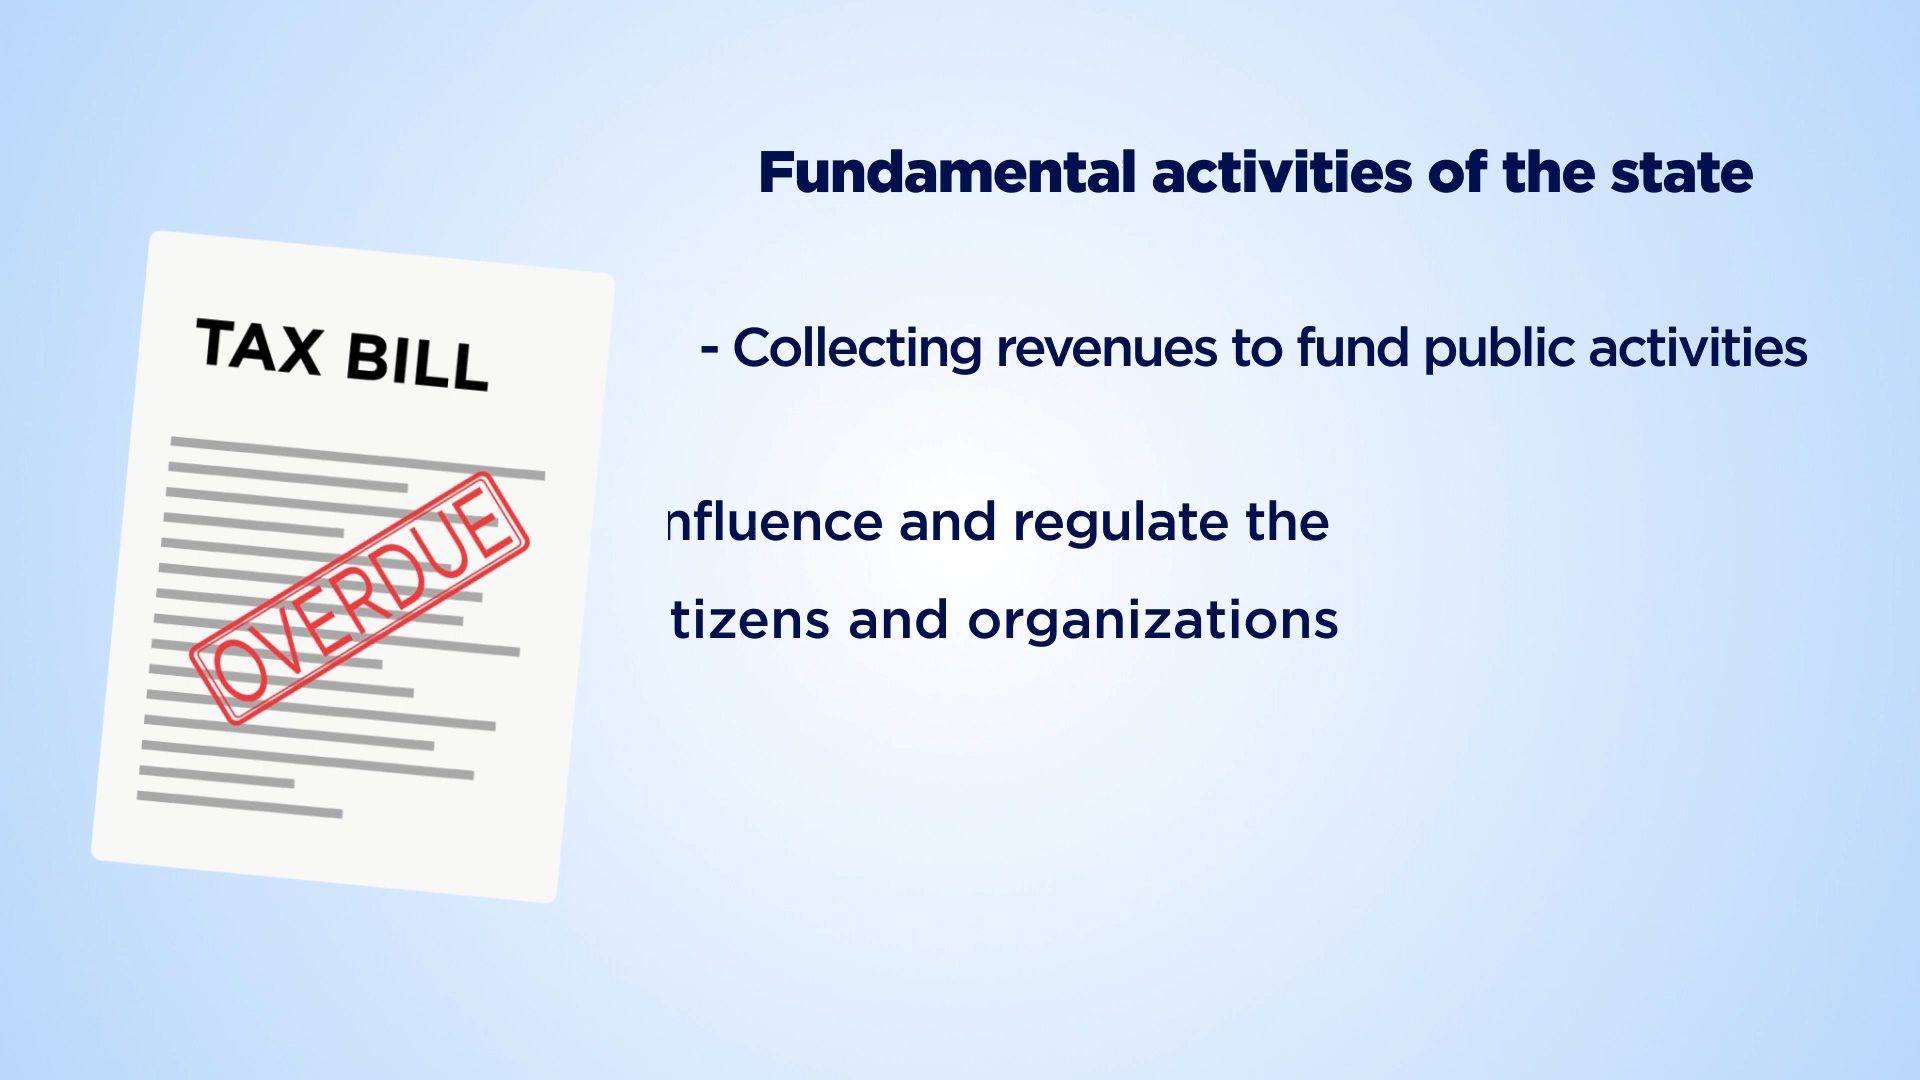 Fundamental activities of the state
TAX BILL
- Collecting revenues to fund public activities
OVERDUE
nfluence and regulate the
tizens and organizations